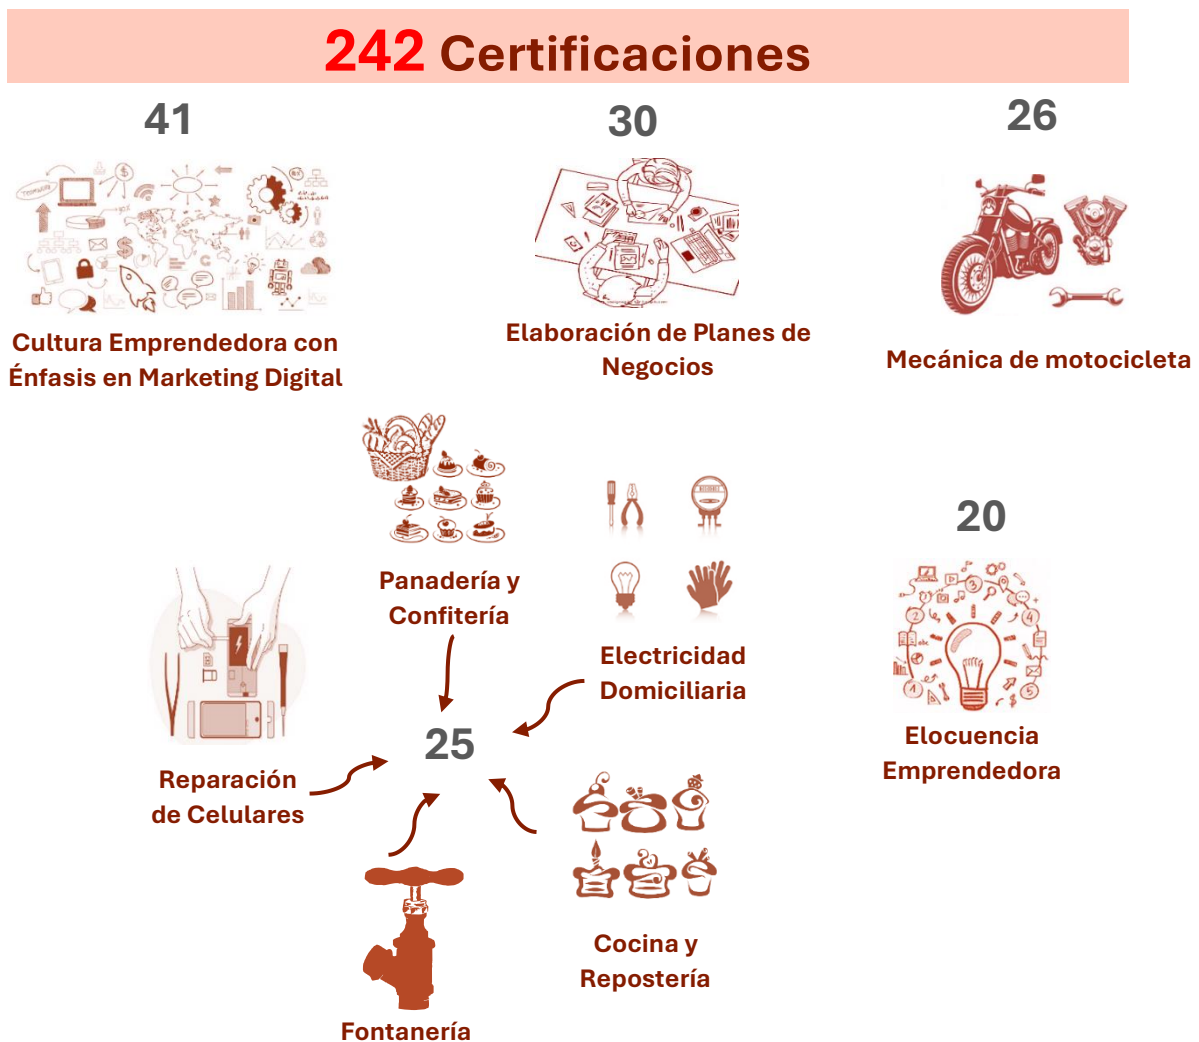 242 Certificaciones
41
30
26
Cultura Emprendedora con
Énfasis en Marketing Digital
Elaboración de Planes de
Negocios
Mecánica de motocicleta
Panadería y
Confitería
Electricidad
Domiciliaria
20
Elocuencia
Emprendedora
25
Reparación
de Celulares
Cocina y
Repostería
Fontanería